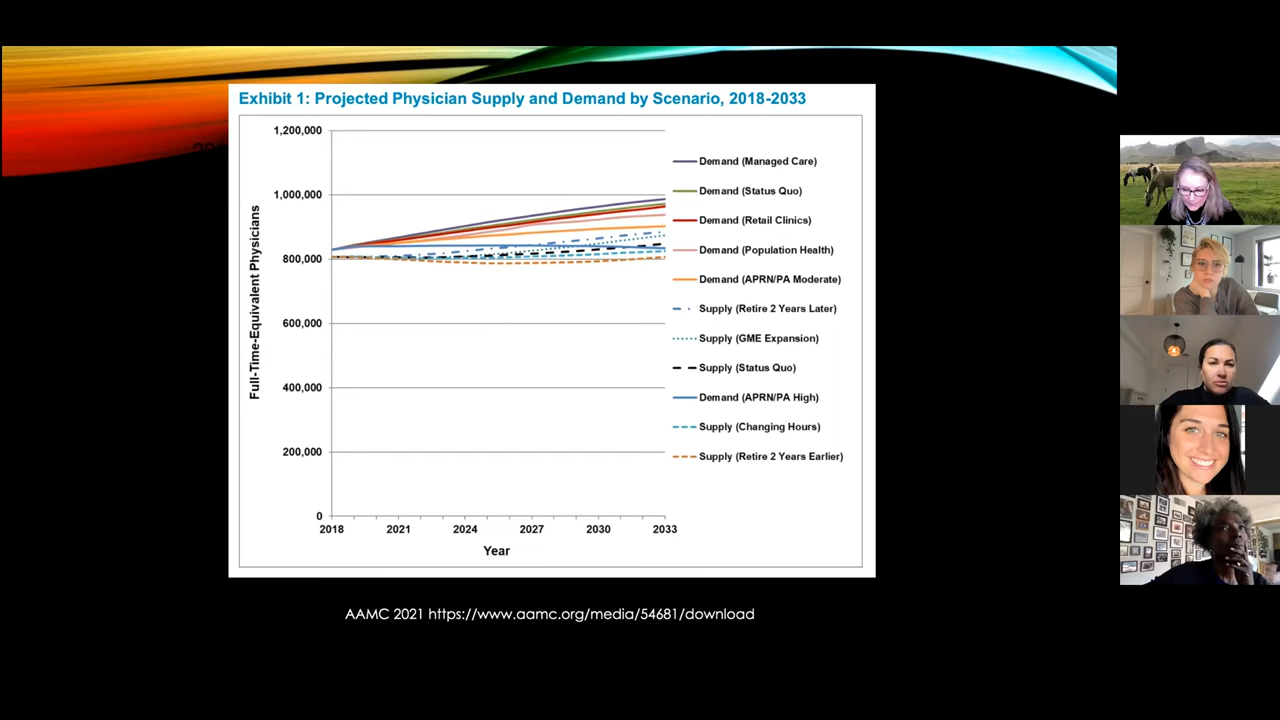 Exhibit 1: Projected Physician Supply and Demand by Scenario, 2018-2033
Full-Time-Equivalent Physicians
1,200,000
1,000,000
800,000
600,000
400,000
200,000
0
2018
2021
2024
2027
2030
2033
Year
Demand (Managed Care)
Demand (Status Quo)
Demand (Retail Clinics)
Demand (Population Health)
Demand (APRN/PA Moderate)
Supply (Retire 2 Years Later)
Supply (GME Expansion)
Supply (Status Quo)
Demand (APRN/PA High)
Supply (Changing Hours)
Supply (Retire 2 Years Earlier)
AAMC 2021 https://www.aamc.org/media/54681/download